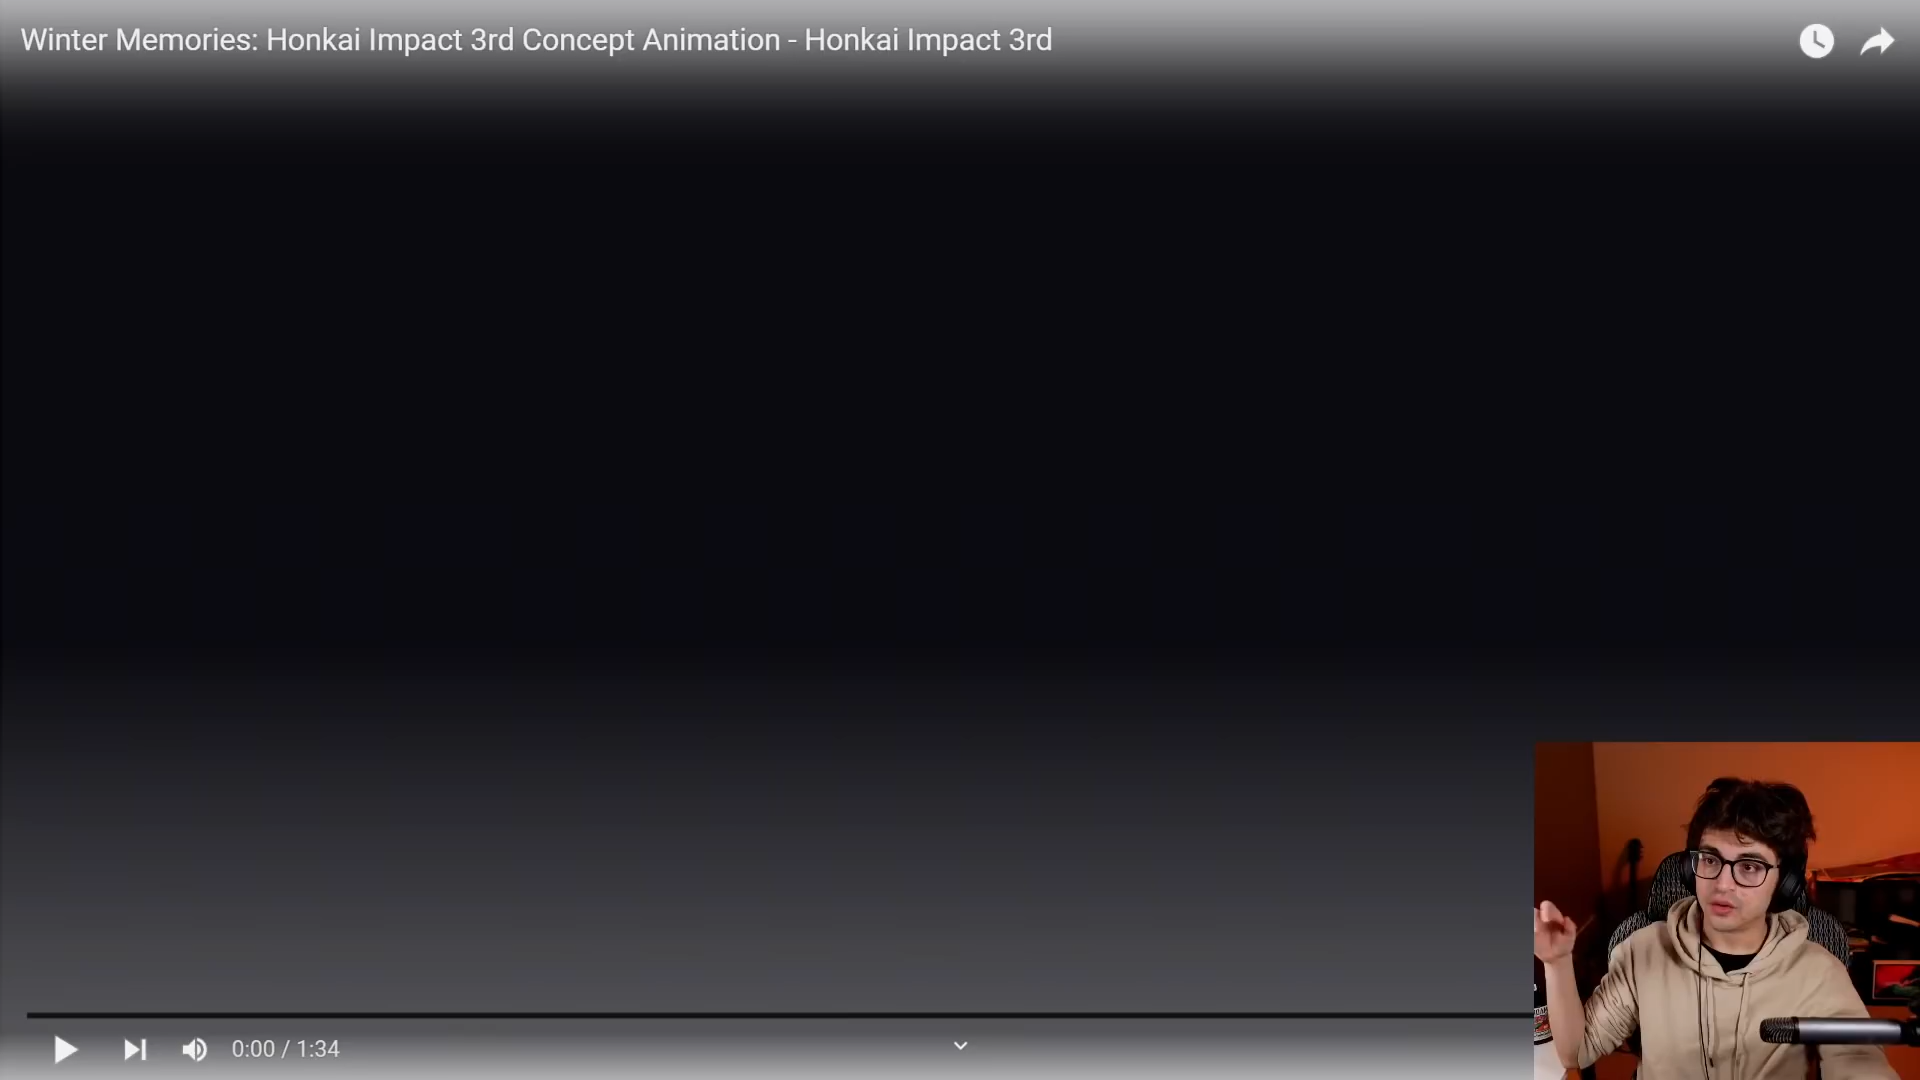 Winter Memories: Honkai Impact 3rd Concept Animation - Honkai Impact 3rd
0:00 / 1:34